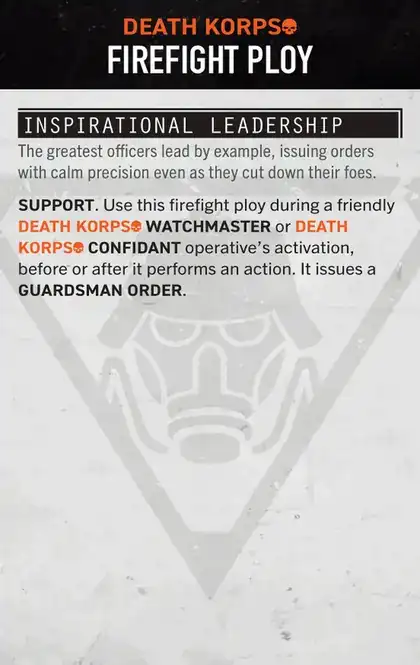 DEATH KORPS
FIREFIGHT PLOY
INSPIRATIONAL LEADERSHIP
The greatest officers lead by example, issuing orders
with calm precision even as they cut down their foes.
SUPPORT. Use this firefight ploy during a friendly
DEATH KORPS WATCHMASTER or DEATH
KORPS CONFIDANT operative’s activation,
before or after it performs an action. It issues a
GUARDSMAN ORDER.